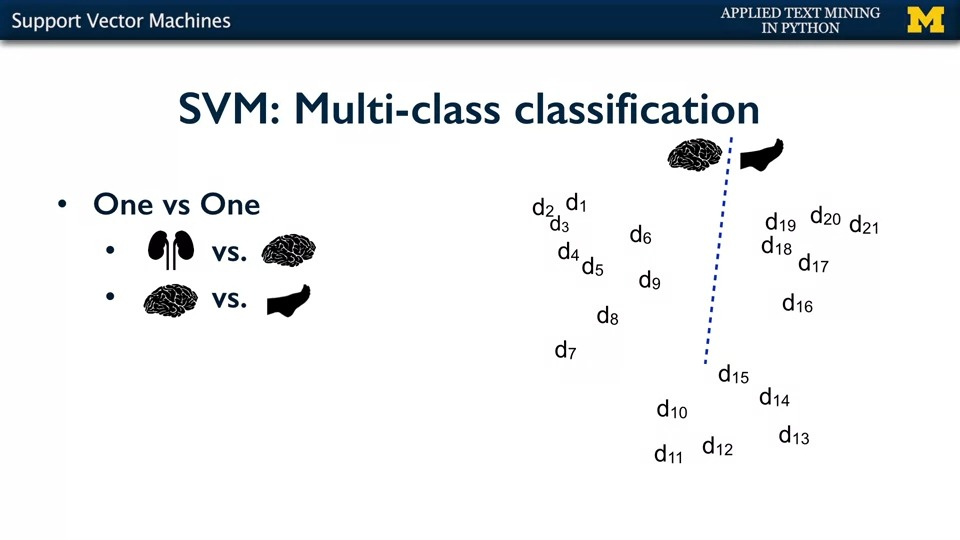 Support Vector Machines
APPLIED TEXT MINING
IN PYTHON
M
SVM: Multi-class classification
• One vs One
• vs.
• vs.
d1
d2
d3
d4
d5
d6
d9
d8
d7
d19
d20
d21
d18
d17
d16
d15
d14
d10
d13
d12
d11